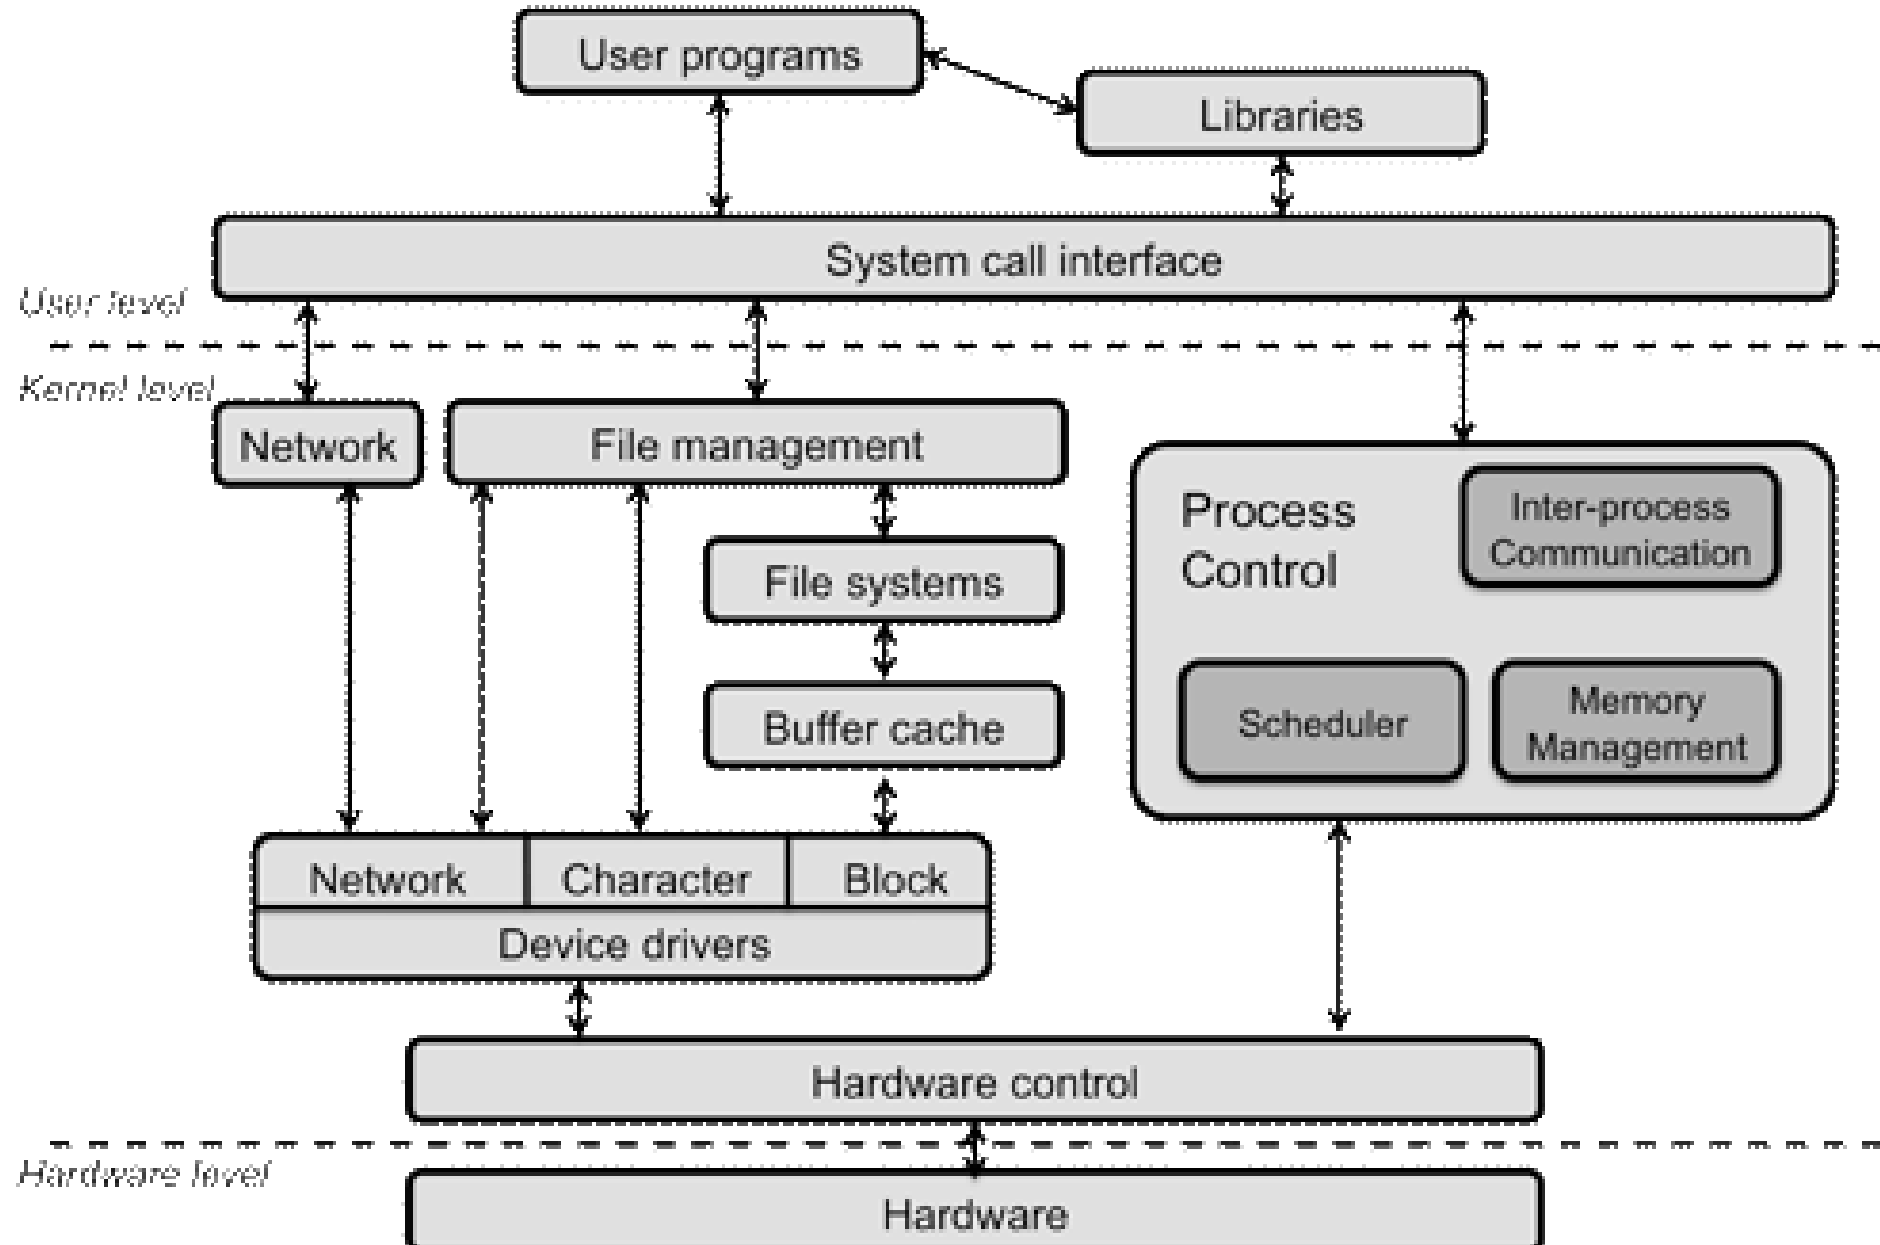 User programs
Libraries
System call interface
User level
Kernel level
Network
File management
Process
Control
Inter-process
Communication
File systems
Scheduler
Memory
Management
Buffer cache
Network
Character
Block
Device drivers
Hardware control
Hardware level
Hardware